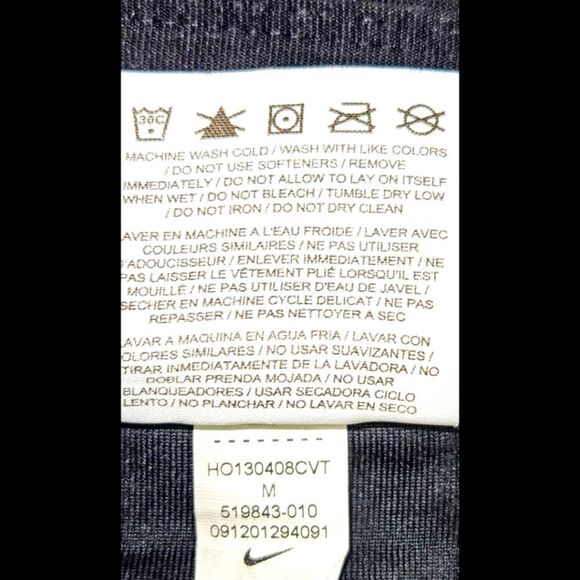 30C
MACHINE WASH COLD / WASH WITH LIKE COLORS
/ DO NOT USE SOFTENERS / REMOVE
IMMEDIATELY / DO NOT ALLOW TO LAY ON ITSELF
WHEN WET / DO NOT BLEACH / TUMBLE DRY LOW
/ DO NOT IRON / DO NOT DRY CLEAN
LAVER EN MACHINE A L'EAU FROIDE / LAVER AVEC
COULEURS SIMILAIRES / NE PAS UTILISER
D'ADOUCISSEUR / ENLEVER IMMEDIATEMENT / NE
PAS LAISSER LE VÊTEMENT PLIÉ LORSQU'IL EST
MOUILLÉ / NE PAS UTILISER D'EAU DE JAVEL /
SECHER EN MACHINE CYCLE DELICAT / NE PAS
REPASSER / NE PAS NETTOYER A SEC
LAVAR A MAQUINA EN AGUA FRIA / LAVAR CON
COLORES SIMILARES / NO USAR SUAVIZANTES /
TIRAR INMEDIATAMENTE DE LA LAVADORA / NO
DOBLAR PRENDA MOJADA / NO USAR
BLANQUEADORES / USAR SECADORA CICLO
LENTO / NO PLANCHAR / NO LAVAR EN SECO
HO130408CVT
M
519843-010
091201294091